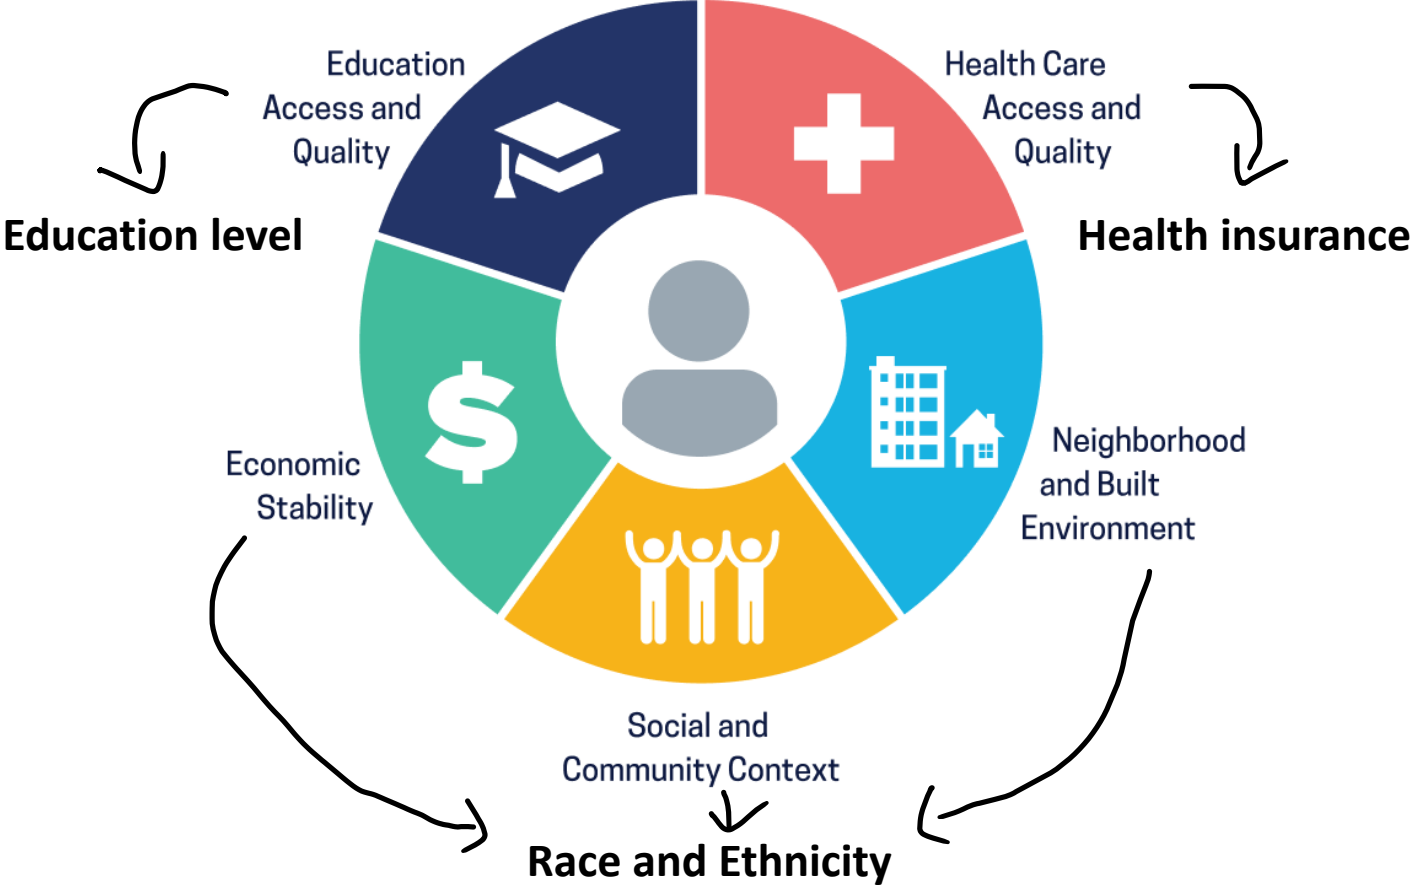 Education
Access and
Quality
Health Care
Access and
Quality
Education level
Health insurance
Economic
Stability
Neighborhood
and Built
Environment
Social and
Community Context
Race and Ethnicity